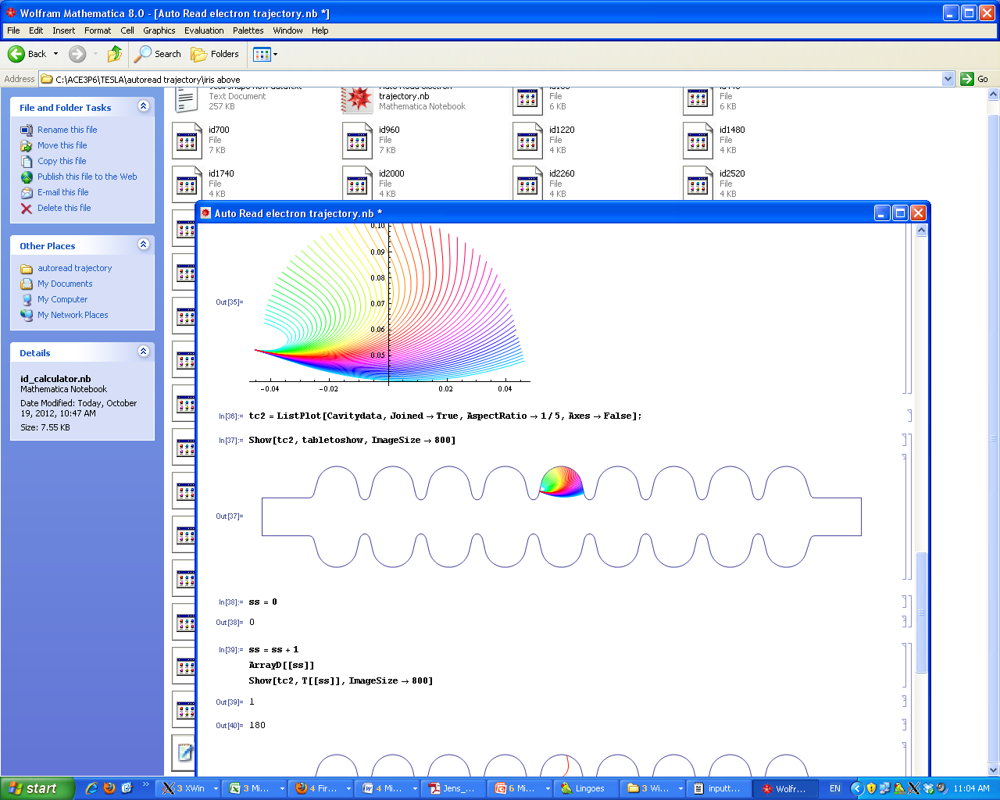 Wolfram Mathematica 8.0 - [Auto Read electron trajectory.nb *]
File Edit Insert Format Cell Graphics Evaluation Palettes Window Help
Back Search Folders
Address C:\ACE3P6\TESLA\autoread trajectory\iris above Go
File and Folder Tasks
Rename this file
Move this file
Copy this file
Publish this file to the Web
E-mail this file
Delete this file
Other Places
autoread trajectory
My Documents
My Computer
My Network Places
Details
id_calculator.nb
Mathematica Notebook
Date Modified: Today, October
19, 2012, 10:47 AM
Size: 7.55 KB
Text Document
257 KB
trajectory.nb
Mathematica Notebook
File
6 KB
File
6 KB
id700
File
7 KB
id960
File
7 KB
id1220
File
4 KB
id1480
File
4 KB
id1740
File
4 KB
id2000
File
4 KB
id2260
File
4 KB
id2520
File
4 KB
Auto Read electron trajectory.nb *
0.10
0.09
0.08
0.07
0.06
0.05
-0.04 -0.02 0.02 0.04
Out[35]=
In[36]:= tc2 = ListPlot[Cavitydata, Joined → True, AspectRatio → 1/5, Axes → False];
In[37]:= Show[tc2, tabletoshow, ImageSize → 800]
Out[37]=
In[38]:= ss = 0
Out[38]= 0
In[39]:= ss = ss + 1
ArrayD[[ss]]
Show[tc2, T[[ss]], ImageSize → 800]
Out[39]= 1
Out[40]= 180
start 3 XWin 3 Mi... 4 Fir... 4 Mi... Jens_... 6 Mi... Lingoes 3 Wi... inputt... Wolfr... EN 11:04 AM